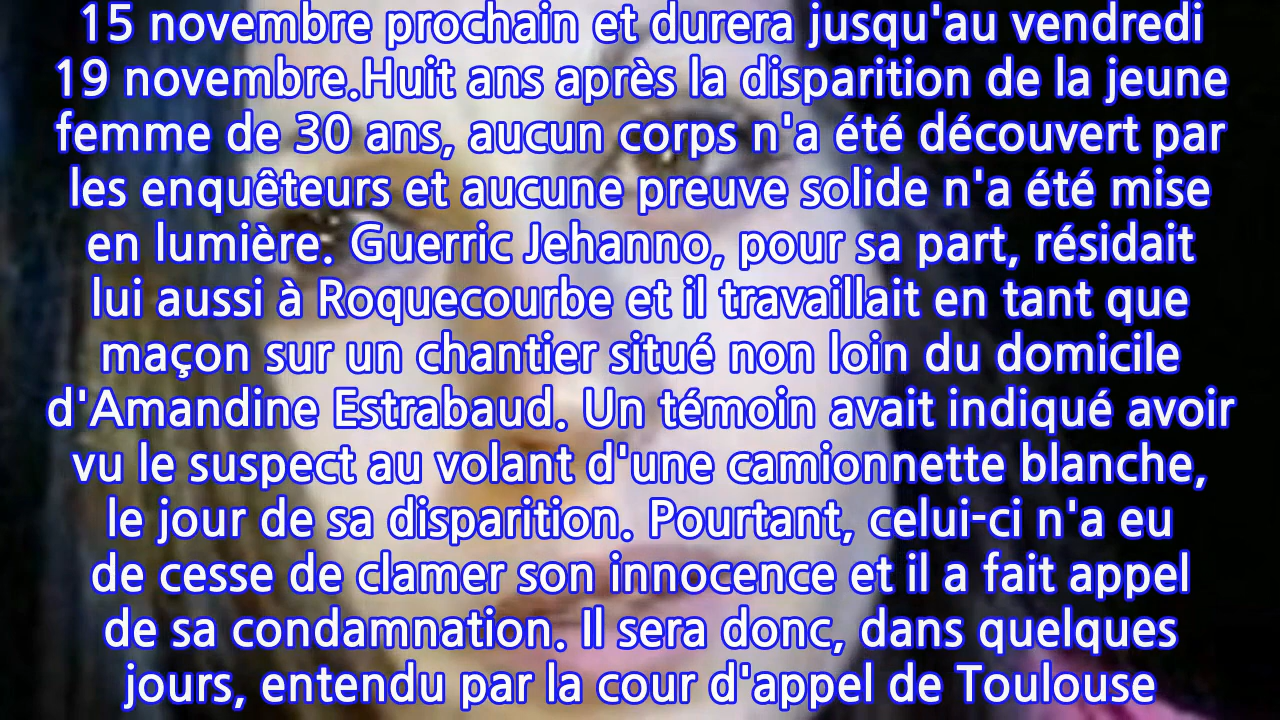 15 novembre prochain et durera jusqu'au vendredi
19 novembre.Huit ans après la disparition de la jeune
femme de 30 ans, aucun corps n'a été découvert par
les enquêteurs et aucune preuve solide n'a été mise
en lumière. Guerric Jehanno, pour sa part, résidait
lui aussi à Roquecourbe et il travaillait en tant que
maçon sur un chantier situé non loin du domicile
d'Amandine Estrabaud. Un témoin avait indiqué avoir
vu le suspect au volant d'une camionnette blanche,
le jour de sa disparition. Pourtant, celui-ci n'a eu
de cesse de clamer son innocence et il a fait appel
de sa condamnation. Il sera donc, dans quelques
jours, entendu par la cour d'appel de Toulouse